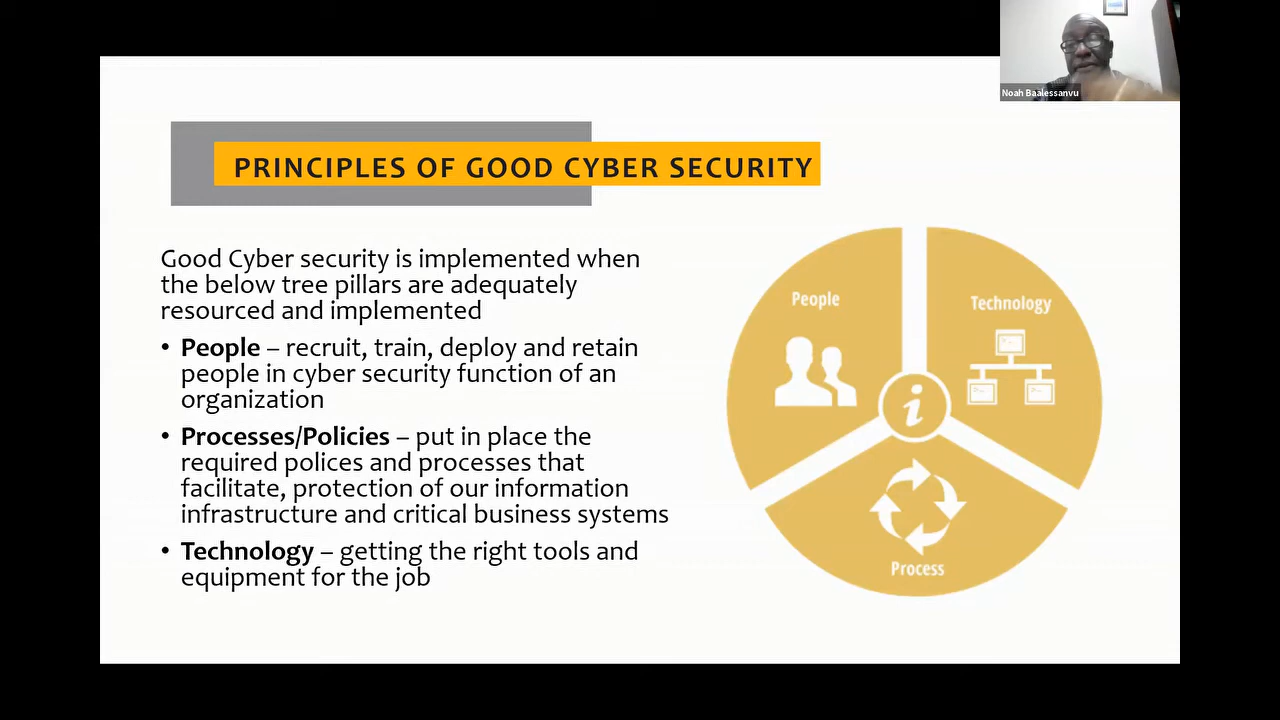 Noah Baalessanvu
PRINCIPLES OF GOOD CYBER SECURITY
Good Cyber security is implemented when
the below tree pillars are adequately
resourced and implemented
• People – recruit, train, deploy and retain
people in cyber security function of an
organization
• Processes/Policies – put in place the
required polices and processes that
facilitate, protection of our information
infrastructure and critical business systems
• Technology – getting the right tools and
equipment for the job
People
Technology
i
Process